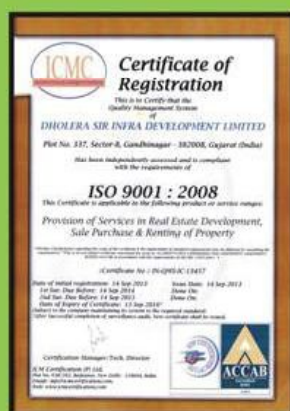 ICMC
Certificate of
Registration
This is to Certify that the
Quality Management System
of
DHOLERA SIR INFRA DEVELOPMENT LIMITED
Plot No. 337, Sector-8, Gandhinagar - 382008, Gujarat (India)
Has been independently assessed and is compliant
with the requirements of
ISO 9001 : 2008
This Certificate is applicable to the following product or service ranges:
Provision of Services in Real Estate Development,
Sale Purchase & Renting of Property
(Certificate No : IN-QMS-IC-13457
Date of initial registration: 14 Sep 2013
Issue Date: 14 Sep 2013
1st Sur. Due Before: 14 Sep 2014
Done On:
2nd Sur. Due Before: 14 Sep 2015
Done On:
Date of Expiry of Certificate: 13 Sep 2016*
Certification Manager/Tech. Director
ICM Certification (P) Ltd.
ACCAB